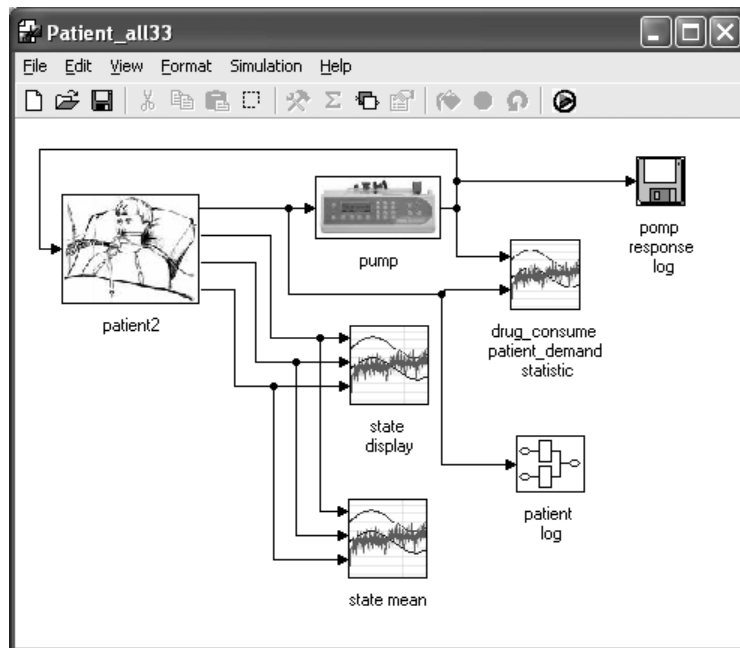 Patient_all33
File Edit View Format Simulation Help
pump
pomp
response
log
patient2
drug_consume
patient_demand
statistic
state
display
patient
log
state mean